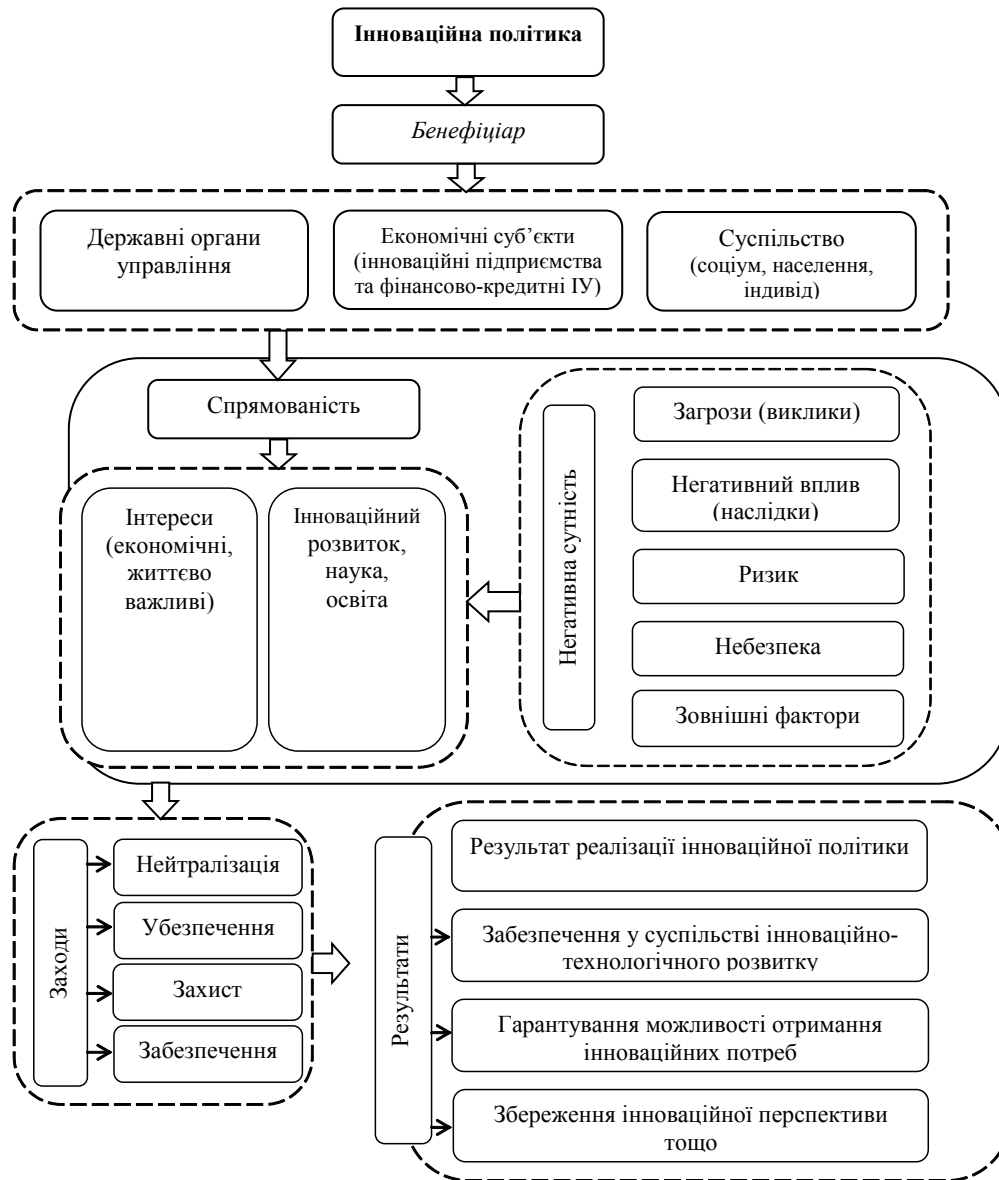 Інноваційна політика
Бенефіціар
Державні органи
управління
Економічні суб’єкти
(інноваційні підприємства
та фінансово-кредитні ІУ)
Суспільство
(соціум, населення,
індивід)
Спрямованість
Інтереси
(економічні,
життєво
важливі)
Інноваційний
розвиток,
наука,
освіта
Негативна сутність
Загрози (виклики)
Негативний вплив
(наслідки)
Ризик
Небезпека
Зовнішні фактори
Заходи
Нейтралізація
Убезпечення
Захист
Забезпечення
Результати
Результат реалізації інноваційної політики
Забезпечення у суспільстві інноваційно-
технологічного розвитку
Гарантування можливості отримання
інноваційних потреб
Збереження інноваційної перспективи
тощо